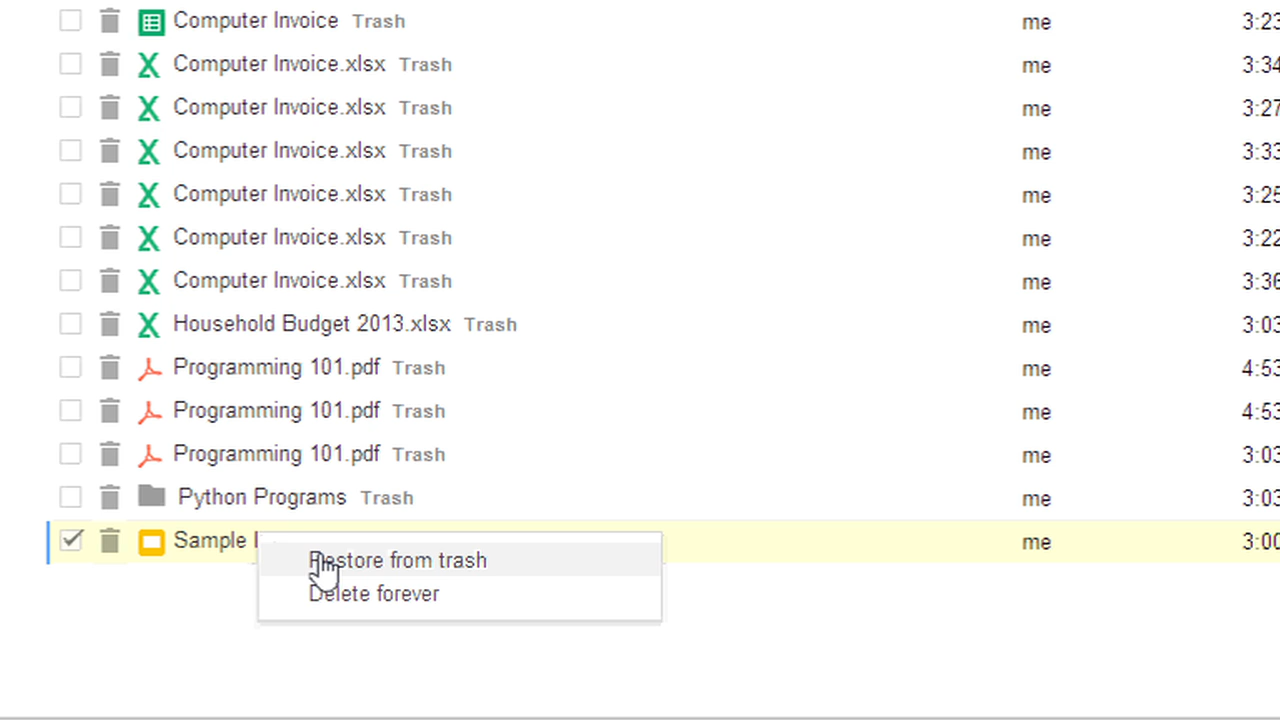 Computer Invoice Trash me 3:23
Computer Invoice.xlsx Trash me 3:34
Computer Invoice.xlsx Trash me 3:27
Computer Invoice.xlsx Trash me 3:33
Computer Invoice.xlsx Trash me 3:25
Computer Invoice.xlsx Trash me 3:22
Computer Invoice.xlsx Trash me 3:36
Household Budget 2013.xlsx Trash me 3:03
Programming 101.pdf Trash me 4:53
Programming 101.pdf Trash me 4:53
Programming 101.pdf Trash me 3:03
Python Programs Trash me 3:03
Sample me 3:00
Restore from trash
Delete forever